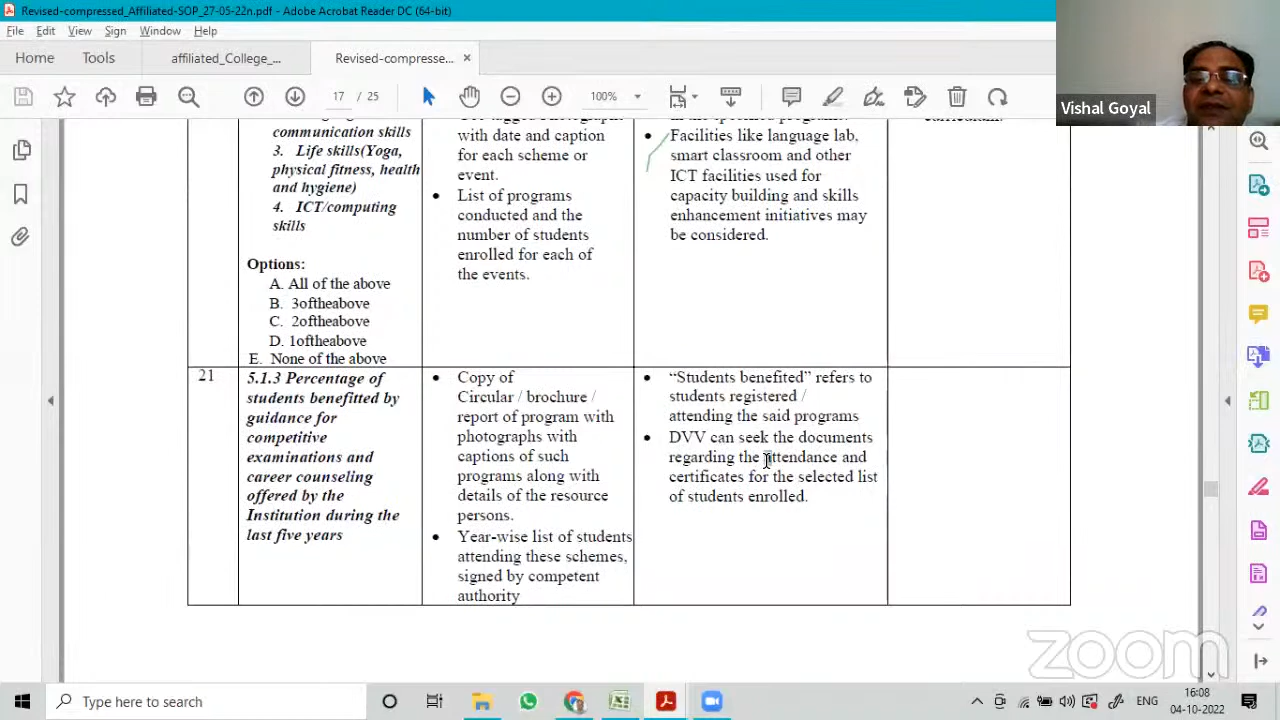 Revised-compressed_Affiliated-SOP_27-05-22n.pdf - Adobe Acrobat Reader DC (64-bit)
File Edit View Sign Window Help
Home Tools affiliated_College_... Revised-compresse... ×
17 / 25 100%
Vishal Goyal
communication skills
3. Life skills(Yoga,
physical fitness, health
and hygiene)
4. ICT/computing
skills
Options:
A. All of the above
B. 3oftheabove
C. 2oftheabove
D. 1oftheabove
E. None of the above
with date and caption
for each scheme or
event.
• List of programs
conducted and the
number of students
enrolled for each of
the events.
in the specified programs.
• Facilities like language lab,
smart classroom and other
ICT facilities used for
capacity building and skills
enhancement initiatives may
be considered.
curriculum.
21
5.1.3 Percentage of
students benefitted by
guidance for
competitive
examinations and
career counseling
offered by the
Institution during the
last five years
• Copy of
Circular / brochure /
report of program with
photographs with
captions of such
programs along with
details of the resource
persons.
• Year-wise list of students
attending these schemes,
signed by competent
authority
• “Students benefited” refers to
students registered /
attending the said programs
• DVV can seek the documents
regarding the attendance and
certificates for the selected list
of students enrolled.
zoom
Type here to search
ENG
16:08
04-10-2022